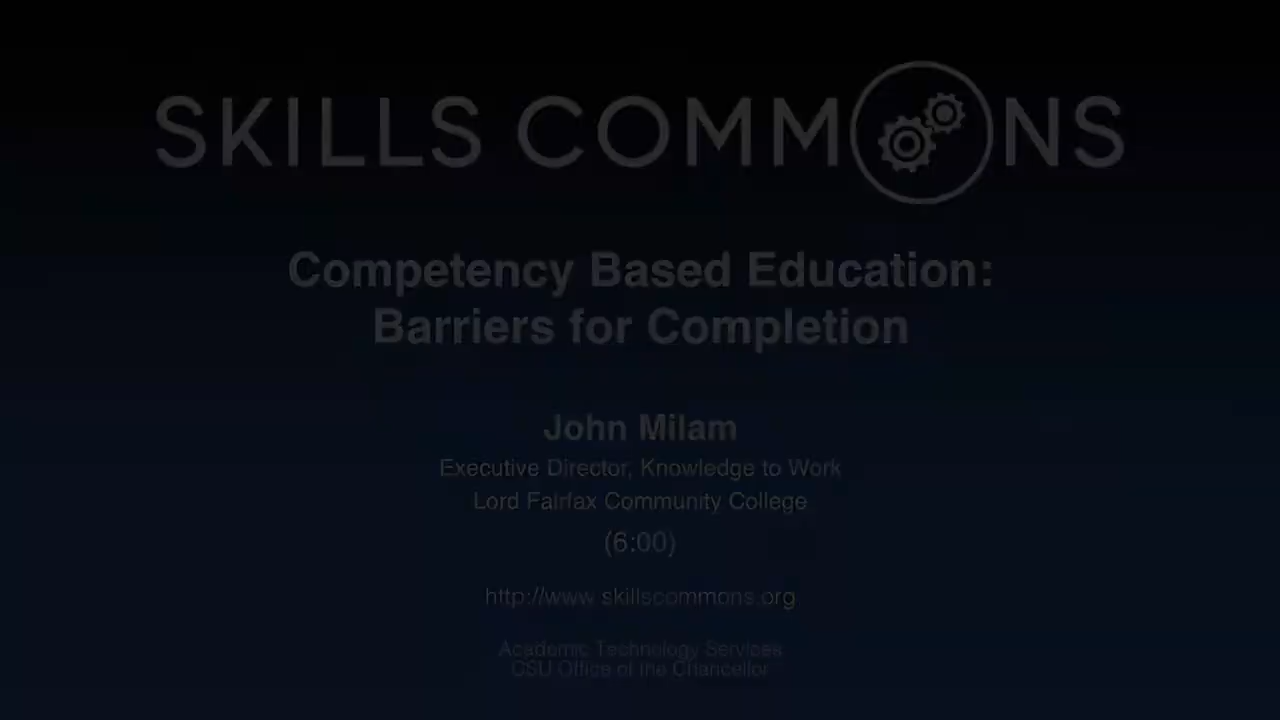 SKILLS COMMONS
Competency Based Education:
Barriers for Completion
John Milam
Executive Director, Knowledge to Work
Lord Fairfax Community College
(6:00)
http://www.skillscommons.org
Academic Technology Services
CSU Office of the Chancellor